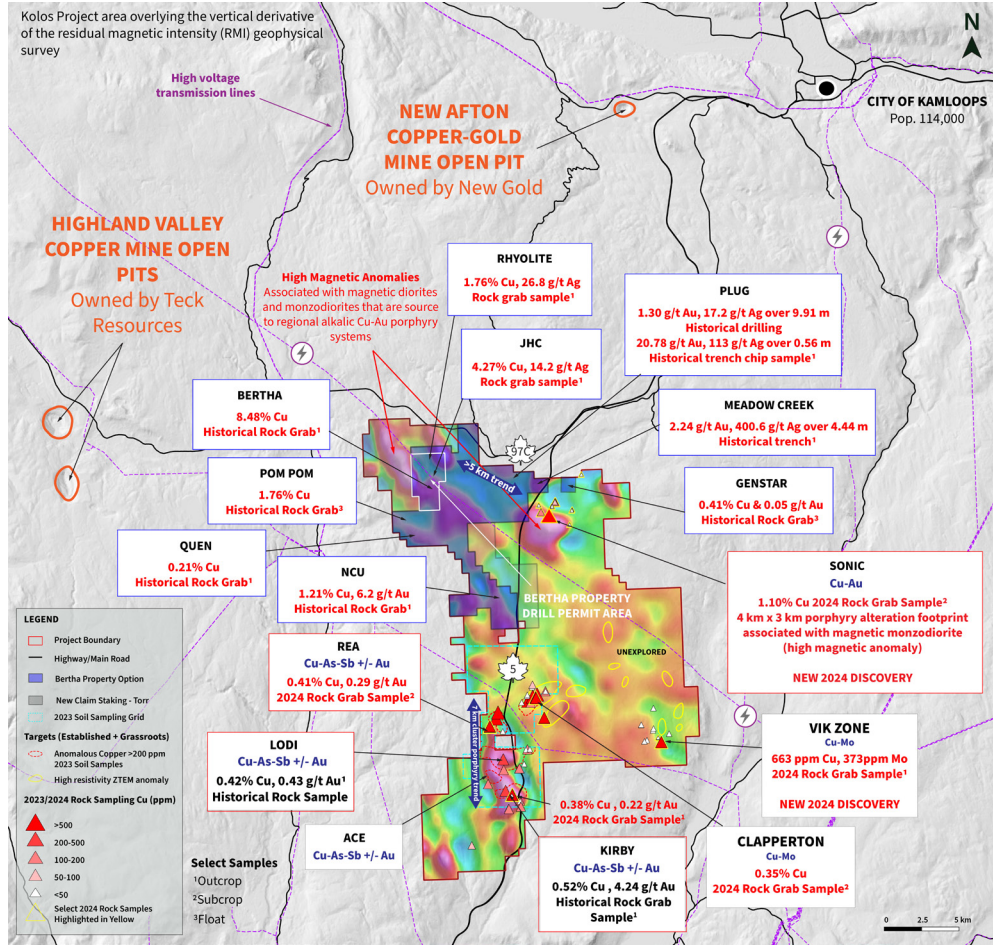 Kolos Project area overlying the vertical derivative
of the residual magnetic intensity (RMI) geophysical
survey
N
High voltage
transmission lines
NEW AFTON
COPPER-GOLD
MINE OPEN PIT
Owned by New Gold
CITY OF KAMLOOPS
Pop. 114,000
HIGHLAND VALLEY
COPPER MINE OPEN
PITS
Owned by Teck
Resources
High Magnetic Anomalies
Associated with magnetic diorites
and monzodiorites that are source
to regional alkalic Cu-Au porphyry
systems
RHYOLITE
1.76% Cu, 26.8 g/t Ag
Rock grab sample¹
JHC
4.27% Cu, 14.2 g/t Ag
Rock grab sample¹
PLUG
1.30 g/t Au, 17.2 g/t Ag over 9.91 m
Historical drilling
20.78 g/t Au, 113 g/t Ag over 0.56 m
Historical trench chip sample¹
BERTHA
8.48% Cu
Historical Rock Grab¹
MEADOW CREEK
2.24 g/t Au, 400.6 g/t Ag over 4.44 m
Historical trench¹
POM POM
1.76% Cu
Historical Rock Grab³
97C
>5 km trend
GENSTAR
0.41% Cu & 0.05 g/t Au
Historical Rock Grab³
QUEN
0.21% Cu
Historical Rock Grab¹
NCU
1.21% Cu, 6.2 g/t Au
Historical Rock Grab¹
BERTHA PROPERTY
DRILL PERMIT AREA
SONIC
Cu-Au
1.10% Cu 2024 Rock Grab Sample²
4 km x 3 km porphyry alteration footprint
associated with magnetic monzodiorite
(high magnetic anomaly)
NEW 2024 DISCOVERY
REA
Cu-As-Sb +/- Au
0.41% Cu, 0.29 g/t Au
2024 Rock Grab Sample²
5
UNEXPLORED
LODI
Cu-As-Sb +/- Au
0.42% Cu, 0.43 g/t Au¹
Historical Rock Sample
km cluster porphyry trend
VIK ZONE
Cu-Mo
663 ppm Cu, 373ppm Mo
2024 Rock Grab Sample¹
NEW 2024 DISCOVERY
ACE
Cu-As-Sb +/- Au
0.38% Cu , 0.22 g/t Au
2024 Rock Grab Sample¹
KIRBY
Cu-As-Sb +/- Au
0.52% Cu , 4.24 g/t Au
Historical Rock Grab
Sample¹
CLAPPERTON
Cu-Mo
0.35% Cu
2024 Rock Grab Sample²
LEGEND
Project Boundary
Highway/Main Road
Bertha Property Option
New Claim Staking - Torr
2023 Soil Sampling Grid
Targets (Established + Grassroots)
Anomalous Copper >200 ppm
2023 Soil Samples
High resistivity ZTEM anomaly
2023/2024 Rock Sampling Cu (ppm)
>500
200-500
100-200
50-100
<50
Select 2024 Rock Samples
Highlighted in Yellow
Select Samples
¹Outcrop
²Subcrop
³Float
0 2.5 5 km